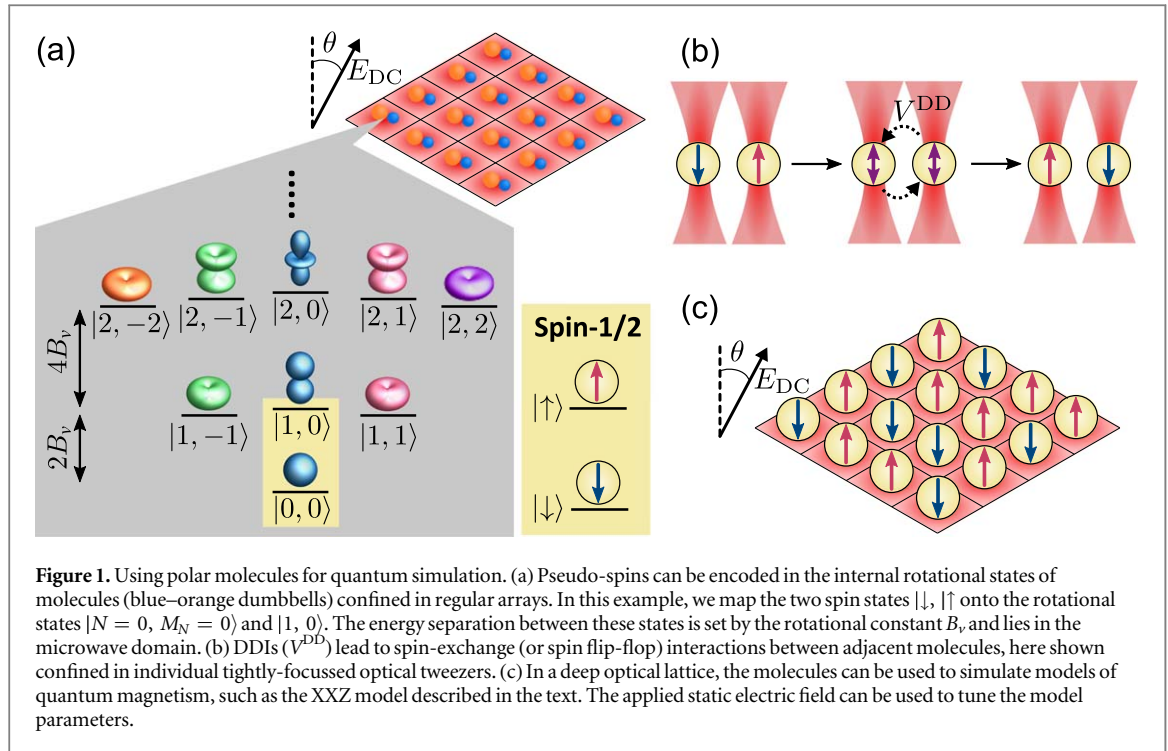 (a)
θ
E_DC
|2, −2⟩
|2, −1⟩
|2, 0⟩
|2, 1⟩
|2, 2⟩
4B_v
|1, −1⟩
|1, 0⟩
|1, 1⟩
2B_v
|0, 0⟩
Spin-1/2
|↑⟩
|↓⟩
(b)
V^DD
(c)
θ
E_DC
Figure 1. Using polar molecules for quantum simulation. (a) Pseudo-spins can be encoded in the internal rotational states of
molecules (blue–orange dumbbells) confined in regular arrays. In this example, we map the two spin states |↓, |↑ onto the rotational
states |N = 0, M_N = 0⟩ and |1, 0⟩. The energy separation between these states is set by the rotational constant B_v and lies in the
microwave domain. (b) DDIs (V^DD) lead to spin-exchange (or spin flip-flop) interactions between adjacent molecules, here shown
confined in individual tightly-focussed optical tweezers. (c) In a deep optical lattice, the molecules can be used to simulate models of
quantum magnetism, such as the XXZ model described in the text. The applied static electric field can be used to tune the model
parameters.